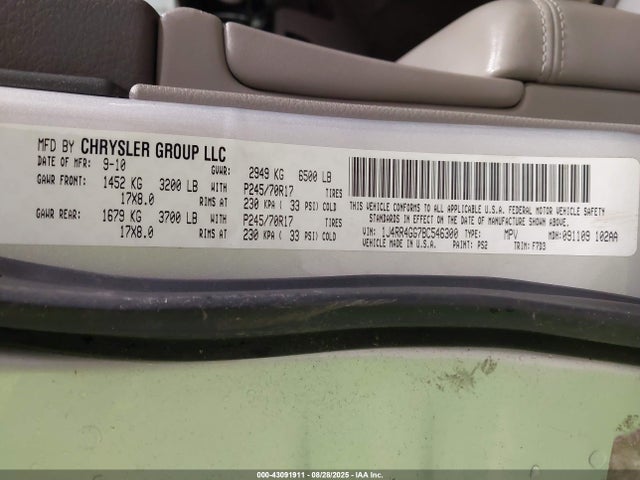 MFD BY CHRYSLER GROUP LLC
DATE OF MFR: 9-10 GVWR: 2949 KG 6500 LB
GAWR FRONT: 1452 KG 3200 LB WITH P245/70R17 TIRES
17X8.0 RIMS AT 230 KPA ( 33 PSI) COLD
GAWR REAR: 1679 KG 3700 LB WITH P245/70R17 TIRES
17X8.0 RIMS AT 230 KPA ( 33 PSI) COLD
THIS VEHICLE CONFORMS TO ALL APPLICABLE U.S.A. FEDERAL MOTOR VEHICLE SAFETY
STANDARDS IN EFFECT ON THE DATE OF MANUFACTURE SHOWN ABOVE.
VIN: 1J4RR4GG7BC546300 TYPE: MPV MDH: 091109 102AA
VEHICLE MADE IN U.S.A. PAINT: PS2 TRIM: F7D3
000-43091911 - 08/28/2025 - IAA Inc.